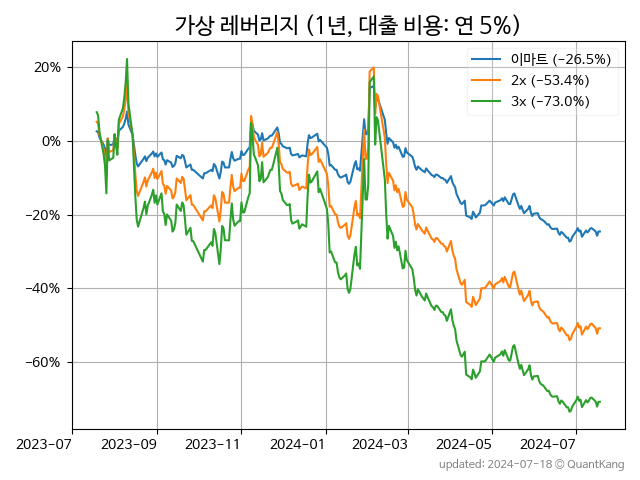 가상 레버리지 (1년, 대출 비용: 연 5%)
이마트 (−26.5%)
2x (−53.4%)
3x (−73.0%)
20%
0%
−20%
−40%
−60%
2023-07 2023-09 2023-11 2024-01 2024-03 2024-05 2024-07
updated: 2024-07-18 © QuantKang